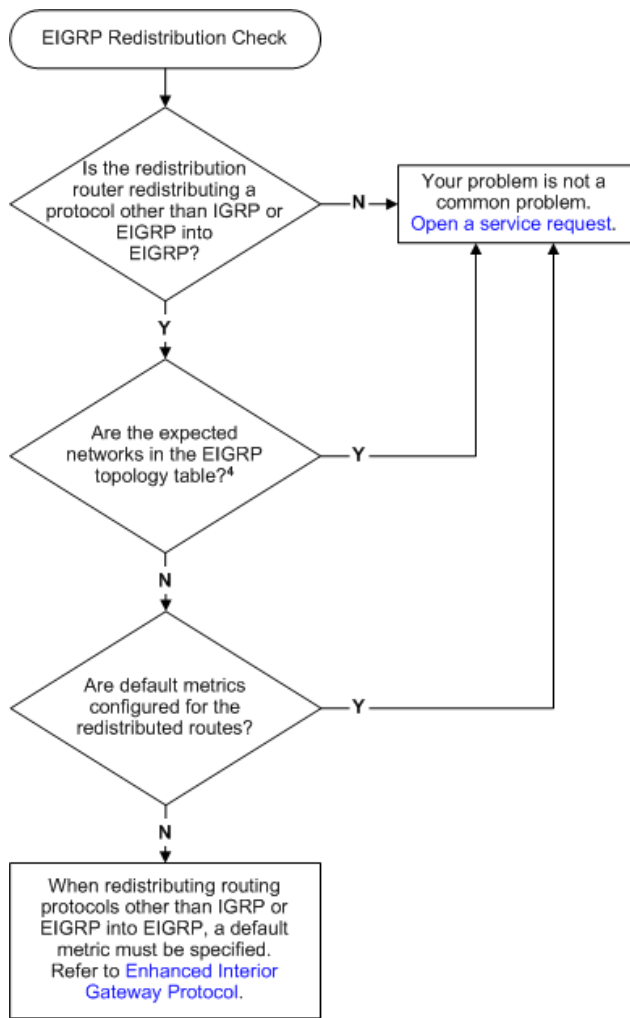 EIGRP Redistribution Check
Is the redistribution
router redistributing a
protocol other than IGRP or
EIGRP into
EIGRP?
N
Your problem is not a
common problem.
Open a service request.
Y
Are the expected
networks in the EIGRP
topology table?⁴
Y
N
Are default metrics
configured for the
redistributed routes?
Y
N
When redistributing routing
protocols other than IGRP or
EIGRP into EIGRP, a default
metric must be specified.
Refer to Enhanced Interior
Gateway Protocol.